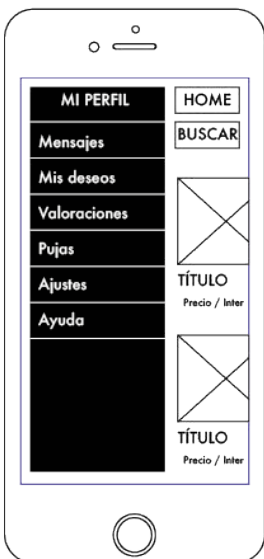 MI PERFIL
Mensajes
Mis deseos
Valoraciones
Pujas
Ajustes
Ayuda
HOME
BUSCAR
TÍTULO
Precio / Inter
TÍTULO
Precio / Inter